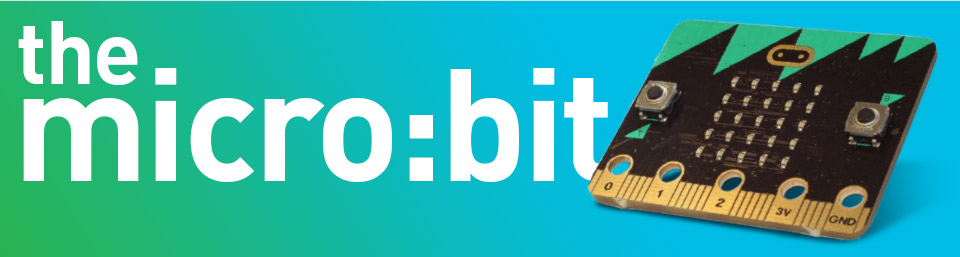 the
micro:bit
A
B
0 1 2 3V GND